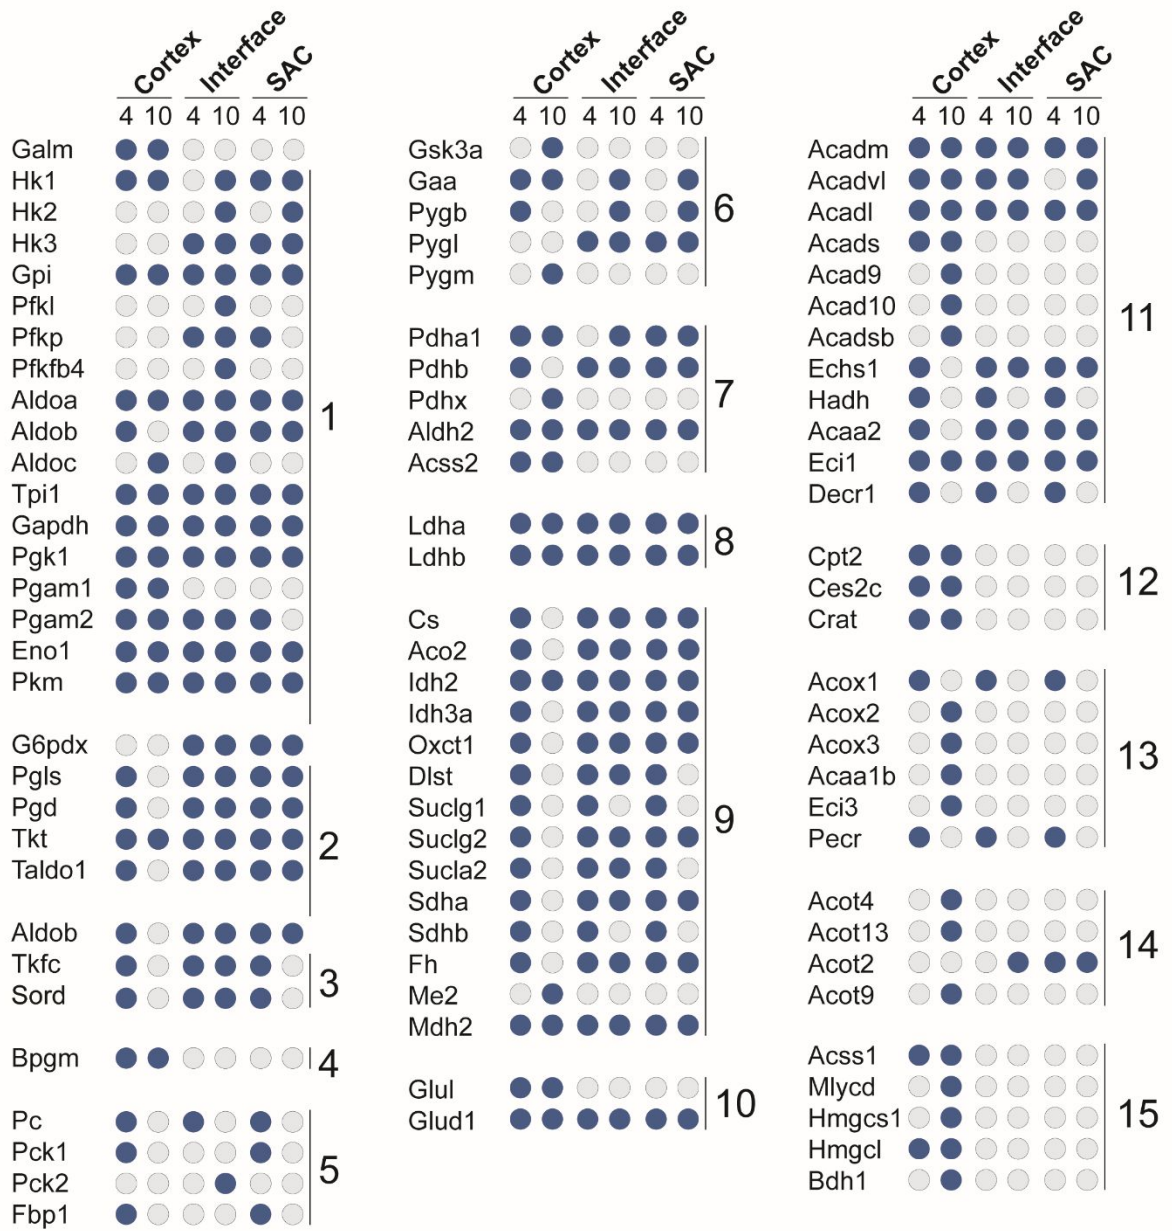 Cortex Interface SAC
4 10 4 10 4 10
Galm
Hk1
Hk2
Hk3
Gpi
Pfkl
Pfkp
Pfkfb4
Aldoa
Aldob
Aldoc
Tpi1
Gapdh
Pgk1
Pgam1
Pgam2
Eno1
Pkm
1
G6pdx
Pgls
Pgd
Tkt
Taldo1
2
Aldob
Tkfc
Sord
3
Bpgm
4
Pc
Pck1
Pck2
Fbp1
5
Cortex Interface SAC
4 10 4 10 4 10
Gsk3a
Gaa
Pygb
Pygl
Pygm
6
Pdha1
Pdhb
Pdhx
Aldh2
Acss2
7
Ldha
Ldhb
8
Cs
Aco2
Idh2
Idh3a
Oxct1
Dlst
Suclg1
Suclg2
Sucla2
Sdha
Sdhb
Fh
Me2
Mdh2
9
Glul
Glud1
10
Cortex Interface SAC
4 10 4 10 4 10
Acadm
Acadvl
Acadl
Acads
Acad9
Acad10
Acadsb
Echs1
Hadh
Acaa2
Eci1
Decr1
11
Cpt2
Ces2c
Crat
12
Acox1
Acox2
Acox3
Acaa1b
Eci3
Pecr
13
Acot4
Acot13
Acot2
Acot9
14
Acss1
Mlycd
Hmgcs1
Hmgcl
Bdh1
15